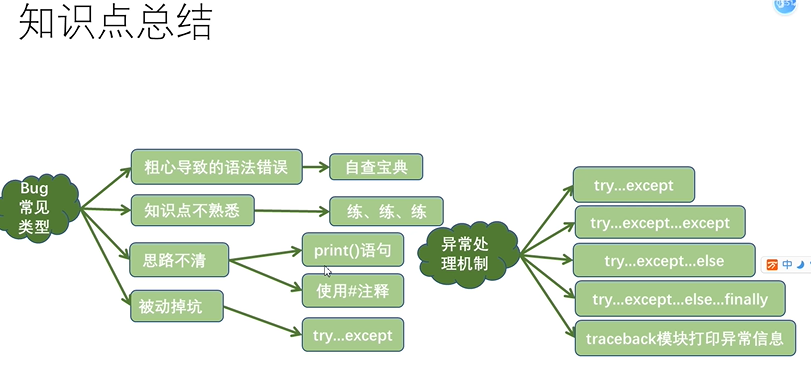 知识点总结
Bug
常见
类型
粗心导致的语法错误
自查宝典
知识点不熟悉
练、练、练
思路不清
print()语句
使用#注释
被动掉坑
try...except
异常处
理机制
try...except
try...except...except
try...except...else
try...except...else...finally
traceback模块打印异常信息
中